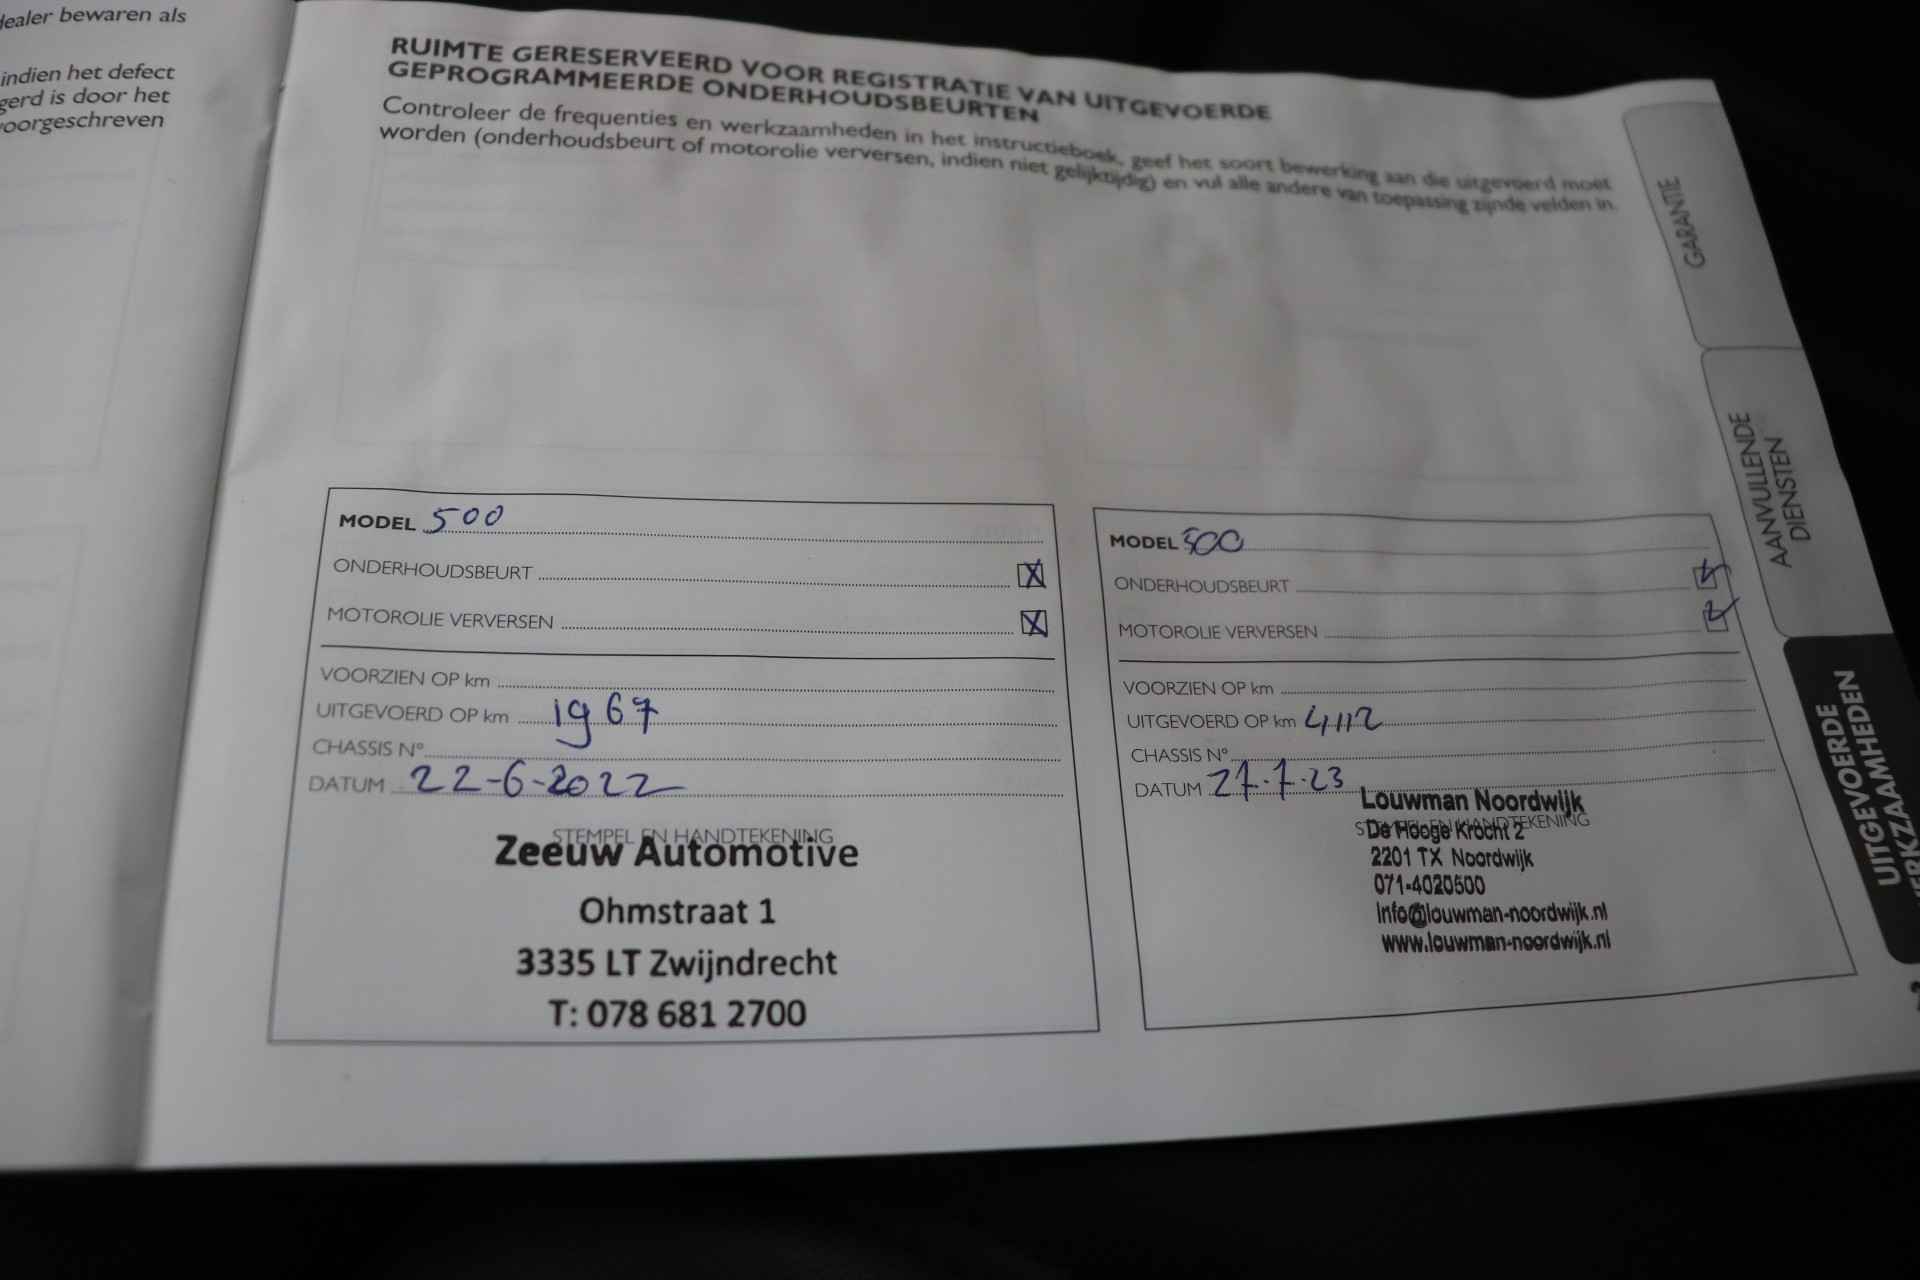 dealer bewaren als
indien het defect
gerd is door het
voorgeschreven
RUIMTE GERESERVEERD VOOR REGISTRATIE VAN UITGEVOERDE
GEPROGRAMMEERDE ONDERHOUDSBEURTEN
Controleer de frequenties en werkzaamheden in het instructieboek, geef het soort bewerking aan die uitgevoerd moet
worden (onderhoudsbeurt of motorolie verversen, indien niet gelijktijdig) en vul alle andere van toepassing zijnde velden in.
MODEL 500
ONDERHOUDSBEURT X
MOTOROLIE VERVERSEN X
VOORZIEN OP km
UITGEVOERD OP km 1967
CHASSIS N°
DATUM 22-6-2022
STEMPEL EN HANDTEKENING
Zeeuw Automotive
Ohmstraat 1
3335 LT Zwijndrecht
T: 078 681 2700
MODEL 500
ONDERHOUDSBEURT
MOTOROLIE VERVERSEN
VOORZIEN OP km
UITGEVOERD OP km 4112
CHASSIS N°
DATUM 27-7-23
STEMPEL EN HANDTEKENING
Louwman Noordwijk
De Hooge Krocht 2
2201 TX Noordwijk
071-4020500
info@louwman-noordwijk.nl
www.louwman-noordwijk.nl
GARANTIE
AANVULLENDE
DIENSTEN
UITGEVOERDE
ERKZAAMHEDEN